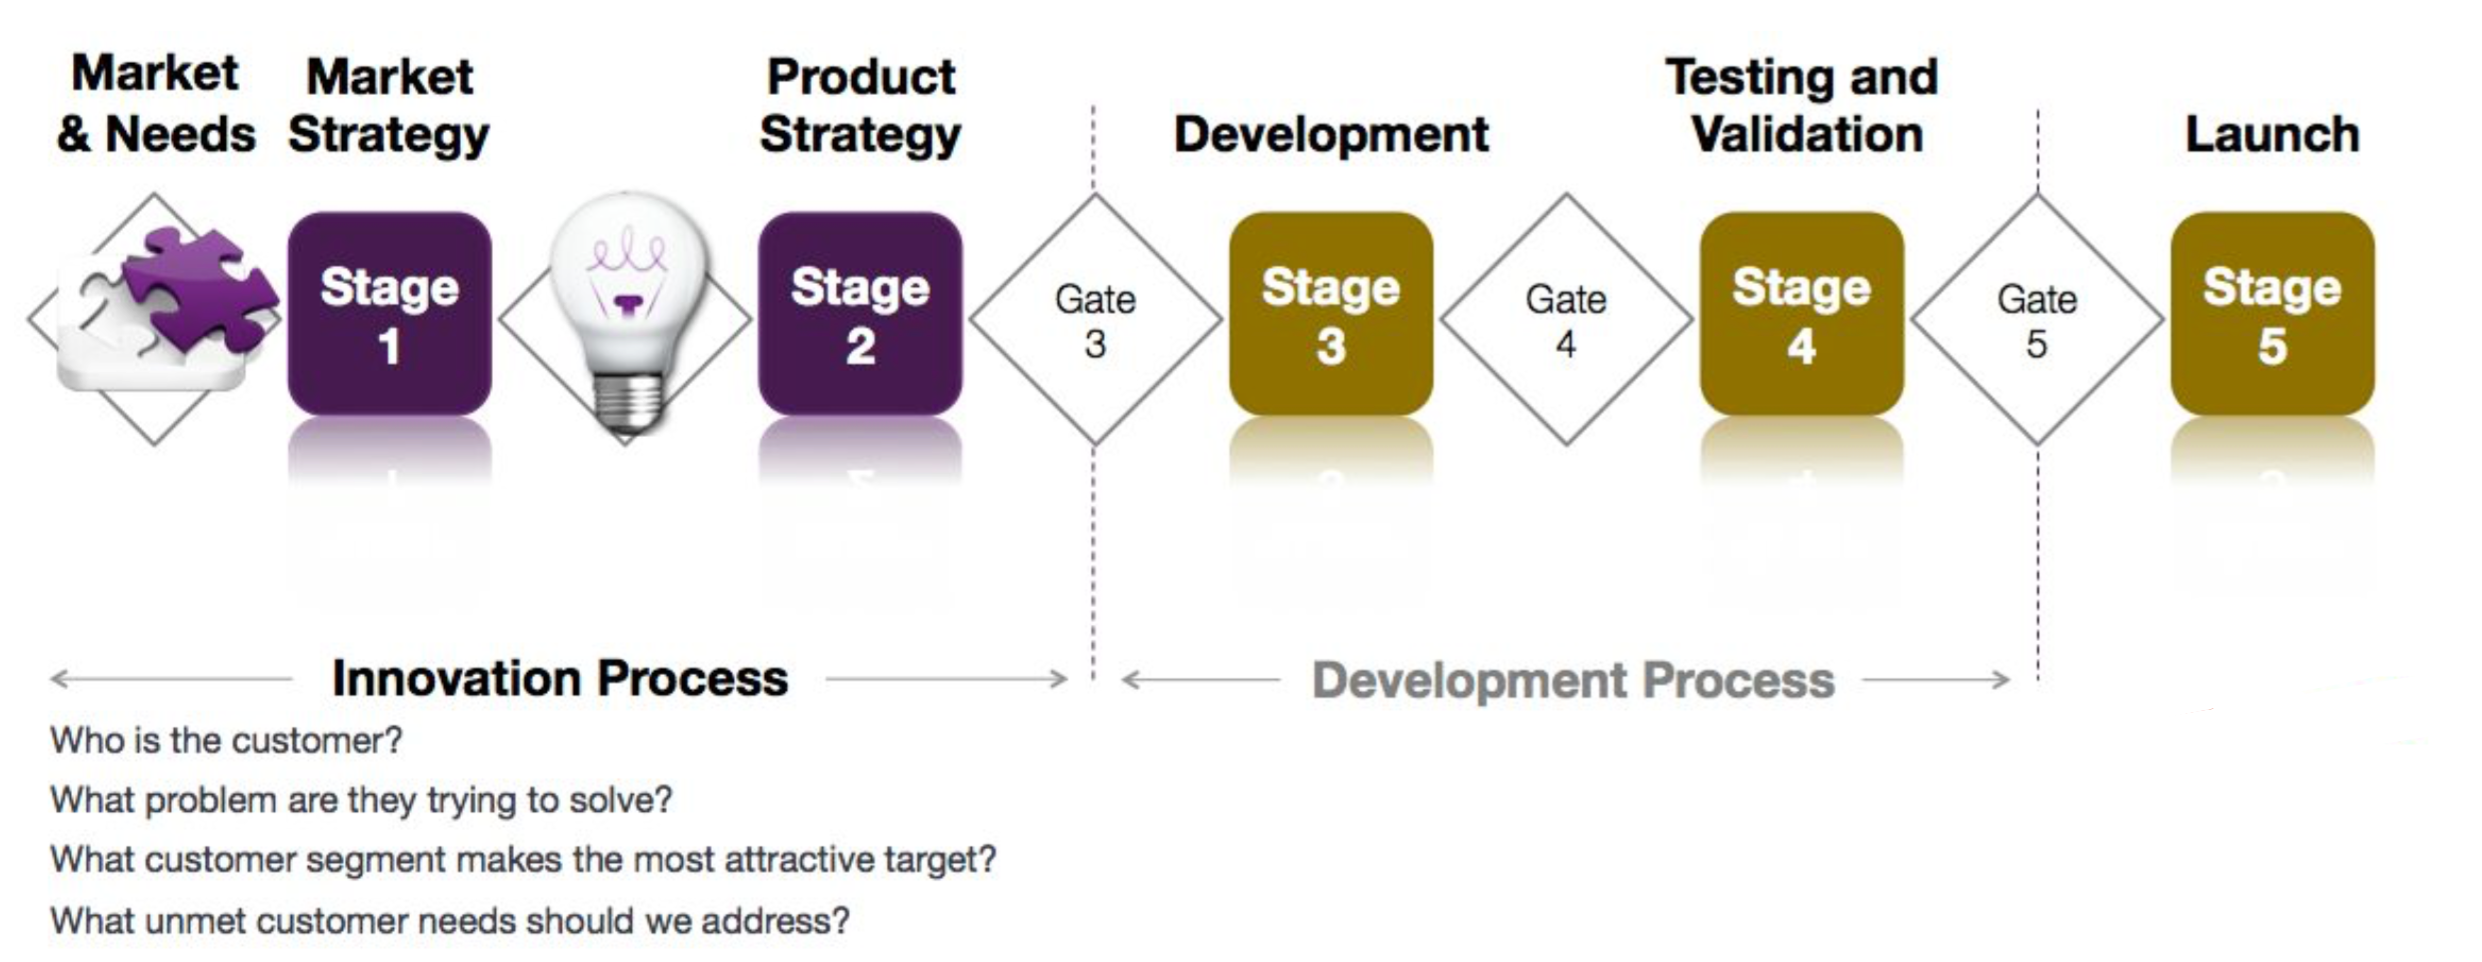 Market
& Needs
Market
Strategy
Product
Strategy
Development
Testing and
Validation
Launch
Stage
1
Stage
2
Gate
3
Stage
3
Gate
4
Stage
4
Gate
5
Stage
5
Innovation Process
Development Process
Who is the customer?
What problem are they trying to solve?
What customer segment makes the most attractive target?
What unmet customer needs should we address?